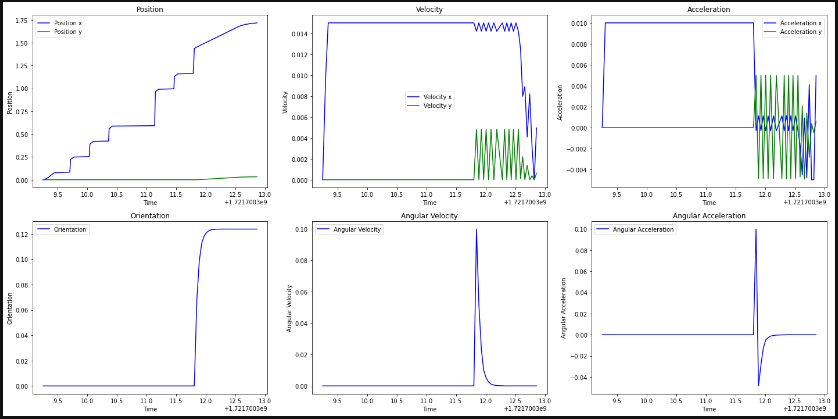 Position
Velocity
Acceleration
Position x
Position y
Velocity x
Velocity y
Acceleration x
Acceleration y
Position
1.75
1.50
1.25
1.00
0.75
0.50
0.25
0.00
9.5 10.0 10.5 11.0 11.5 12.0 12.5 13.0
Time
+1.7217003e9
Velocity
0.014
0.012
0.010
0.008
0.006
0.004
0.002
0.000
9.5 10.0 10.5 11.0 11.5 12.0 12.5 13.0
Time
+1.7217003e9
Acceleration
0.010
0.008
0.006
0.004
0.002
0.000
−0.002
−0.004
9.5 10.0 10.5 11.0 11.5 12.0 12.5 13.0
Time
+1.7217003e9
Orientation
Angular Velocity
Angular Acceleration
Orientation
Angular Velocity
Angular Acceleration
Orientation
0.12
0.10
0.08
0.06
0.04
0.02
0.00
9.5 10.0 10.5 11.0 11.5 12.0 12.5 13.0
Time
+1.7217003e9
Angular Velocity
0.10
0.08
0.06
0.04
0.02
0.00
9.5 10.0 10.5 11.0 11.5 12.0 12.5 13.0
Time
+1.7217003e9
Angular Acceleration
0.10
0.08
0.06
0.04
0.02
0.00
−0.02
−0.04
9.5 10.0 10.5 11.0 11.5 12.0 12.5 13.0
Time
+1.7217003e9